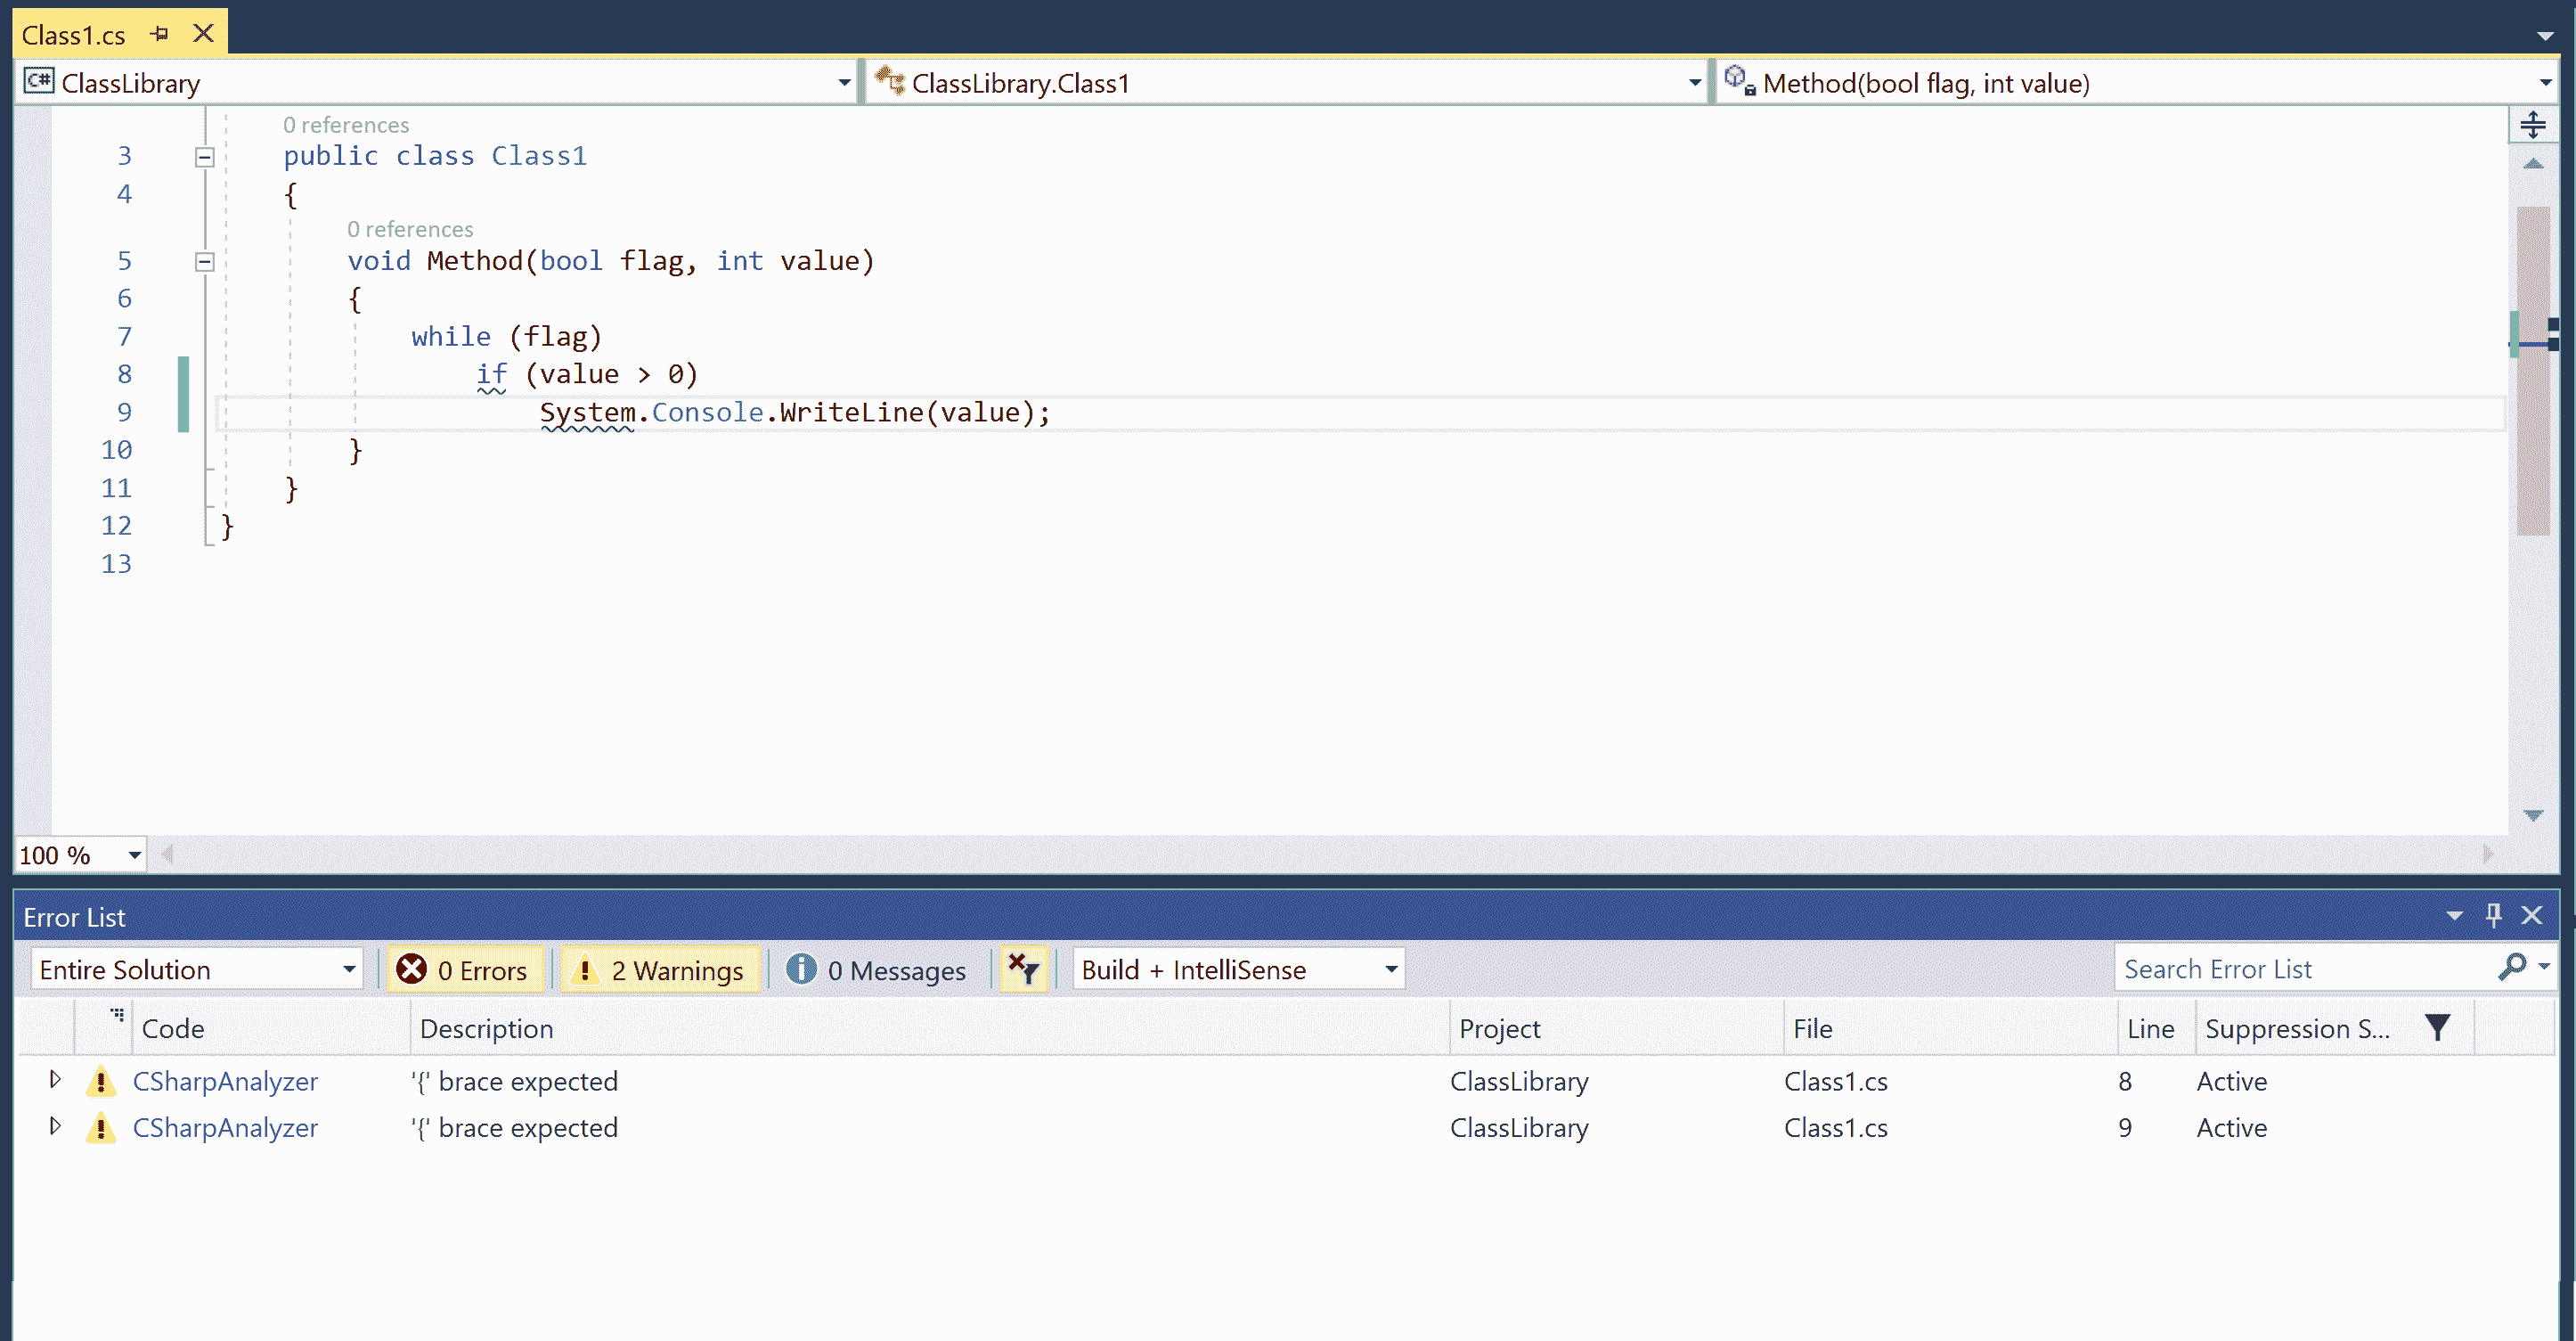 Class1.cs
ClassLibrary ClassLibrary.Class1 Method(bool flag, int value)
0 references
3 public class Class1
4 {
0 references
5 void Method(bool flag, int value)
6 {
7 while (flag)
8 if (value > 0)
9 System.Console.WriteLine(value);
10 }
11 }
12 }
13
100 %
Error List
Entire Solution 0 Errors 2 Warnings 0 Messages Build + IntelliSense Search Error List
Code Description Project File Line Suppression S...
CSharpAnalyzer '{' brace expected ClassLibrary Class1.cs 8 Active
CSharpAnalyzer '{' brace expected ClassLibrary Class1.cs 9 Active